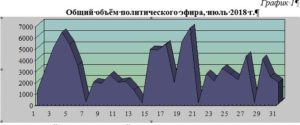 График 1¶
Общий·объём·политического·эфира,·июль·2018·г.¶
7000
6000
5000
4000
3000
2000
1000
0
1 3 5 7 9 11 13 15 17 19 21 23 25 27 29 31